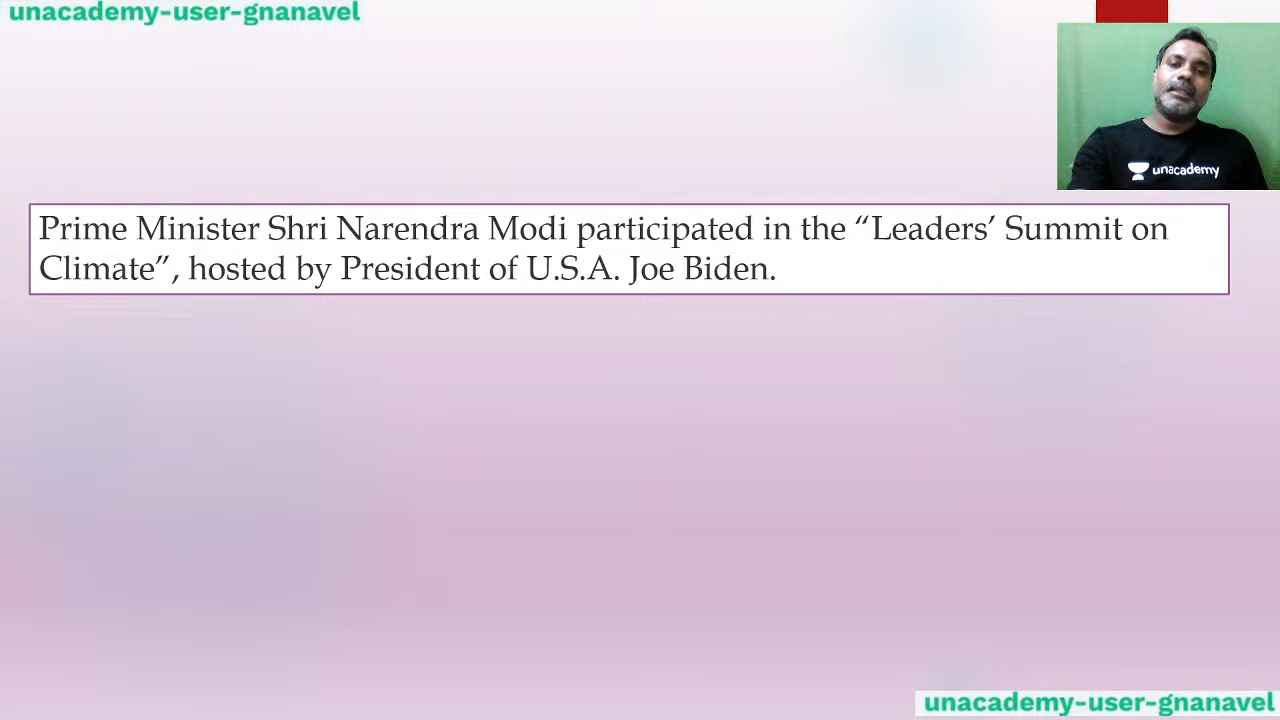 unacademy-user-gnanavel
unacademy
Prime Minister Shri Narendra Modi participated in the “Leaders’ Summit on
Climate”, hosted by President of U.S.A. Joe Biden.
unacademy-user-gnanavel